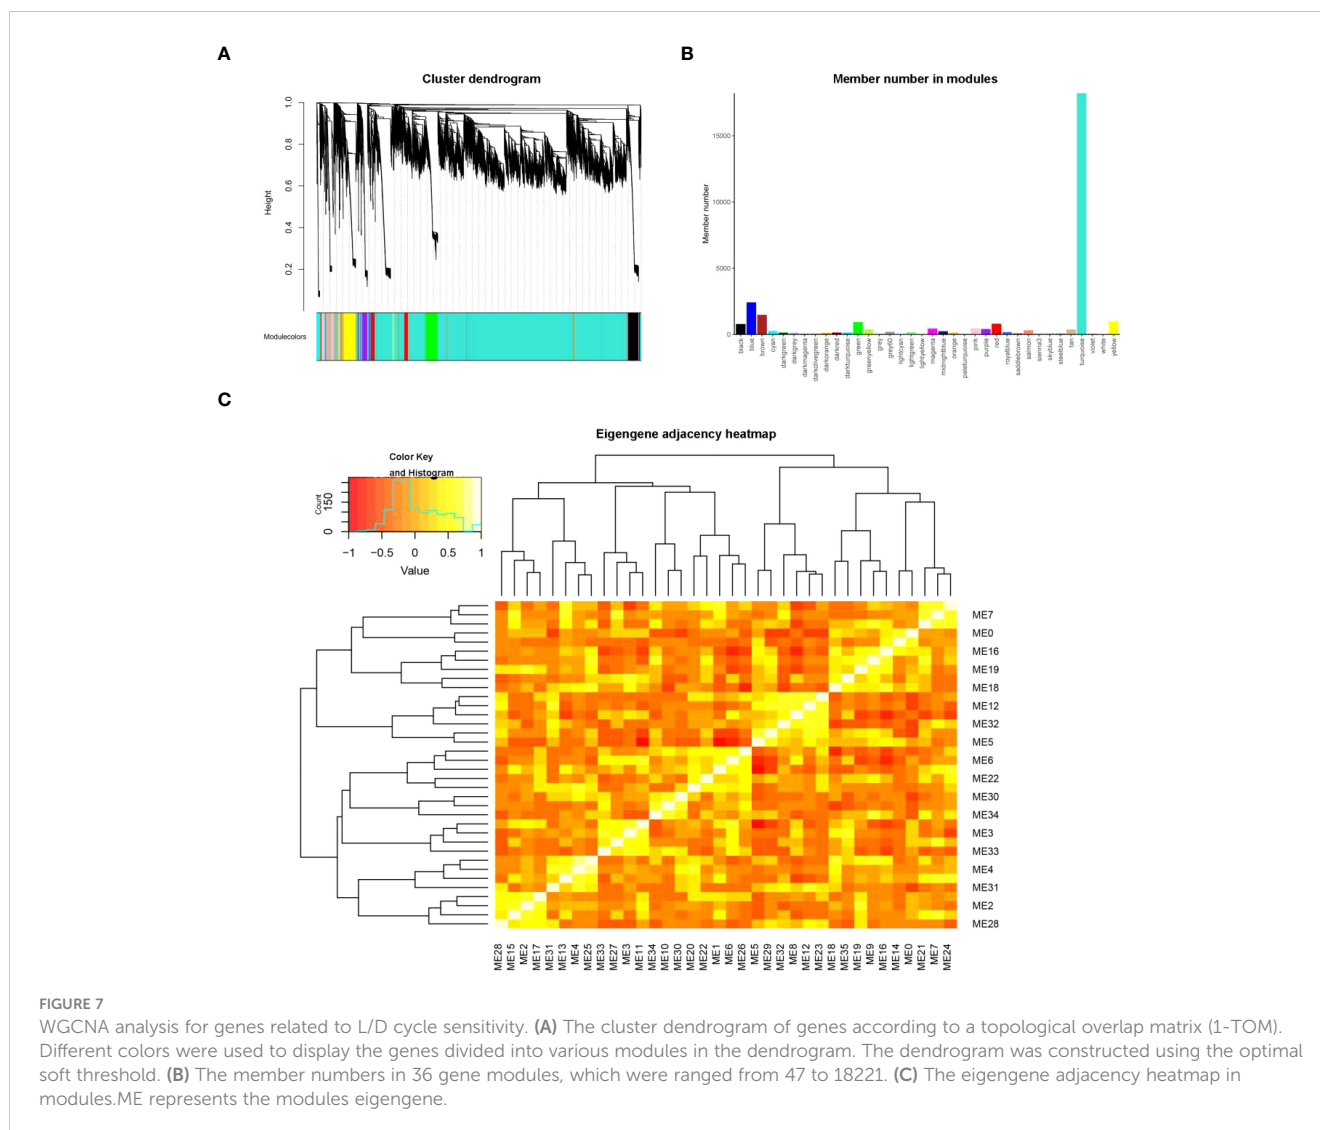 A
Cluster dendrogram
Height
1.0
0.8
0.6
0.4
0.2
Modulecolors
B
Member number in modules
Member number
15000
10000
5000
0
black
blue
brown
cyan
darkgreen
darkgrey
darkmagenta
darkolivegreen
darkorange
darkred
darkturquoise
green
greenyellow
grey
grey60
lightcyan
lightgreen
lightyellow
magenta
midnightblue
orange
paleturquoise
pink
purple
red
royalblue
saddlebrown
salmon
sienna3
skyblue
steelblue
tan
turquoise
violet
white
yellow
C
Eigengene adjacency heatmap
Color Key
and Histogram
Count
0 150
−1 −0.5 0 0.5 1
Value
ME7
ME0
ME16
ME19
ME18
ME12
ME32
ME5
ME6
ME22
ME30
ME34
ME3
ME33
ME4
ME31
ME2
ME28
ME28
ME15
ME2
ME17
ME31
ME13
ME4
ME25
ME33
ME27
ME3
ME11
ME34
ME10
ME30
ME20
ME22
ME1
ME6
ME26
ME5
ME29
ME32
ME8
ME12
ME23
ME18
ME35
ME19
ME9
ME16
ME14
ME0
ME21
ME7
ME24
FIGURE 7
WGCNA analysis for genes related to L/D cycle sensitivity. (A) The cluster dendrogram of genes according to a topological overlap matrix (1-TOM).
Different colors were used to display the genes divided into various modules in the dendrogram. The dendrogram was constructed using the optimal
soft threshold. (B) The member numbers in 36 gene modules, which were ranged from 47 to 18221. (C) The eigengene adjacency heatmap in
modules.ME represents the modules eigengene.